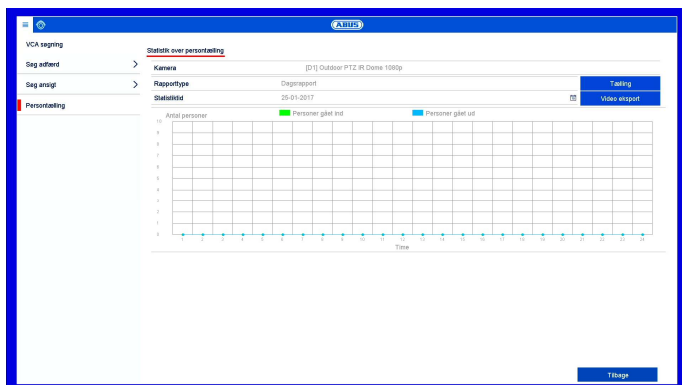 ABUS
VCA søgning
Statistik over persontælling
Søg adfærd
Kamera [D1] Outdoor PTZ IR Dome 1080p
Søg ansigt
Rapporttype Dagsrapport Tælling
Statistiktid 25-01-2017 Video eksport
Persontælling
Antal personer Personer gået ind Personer gået ud
10
9
8
7
6
5
4
3
2
1
0
1 2 3 4 5 6 7 8 9 10 11 12 13 14 15 16 17 18 19 20 21 22 23 24
Time
Tilbage